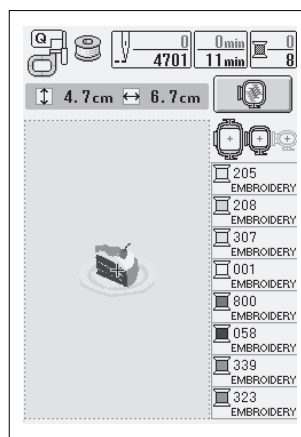 Q
0
4701
0min
11min
0
8
4.7cm 6.7cm
205
EMBROIDERY
208
EMBROIDERY
307
EMBROIDERY
001
EMBROIDERY
800
EMBROIDERY
058
EMBROIDERY
339
EMBROIDERY
323
EMBROIDERY